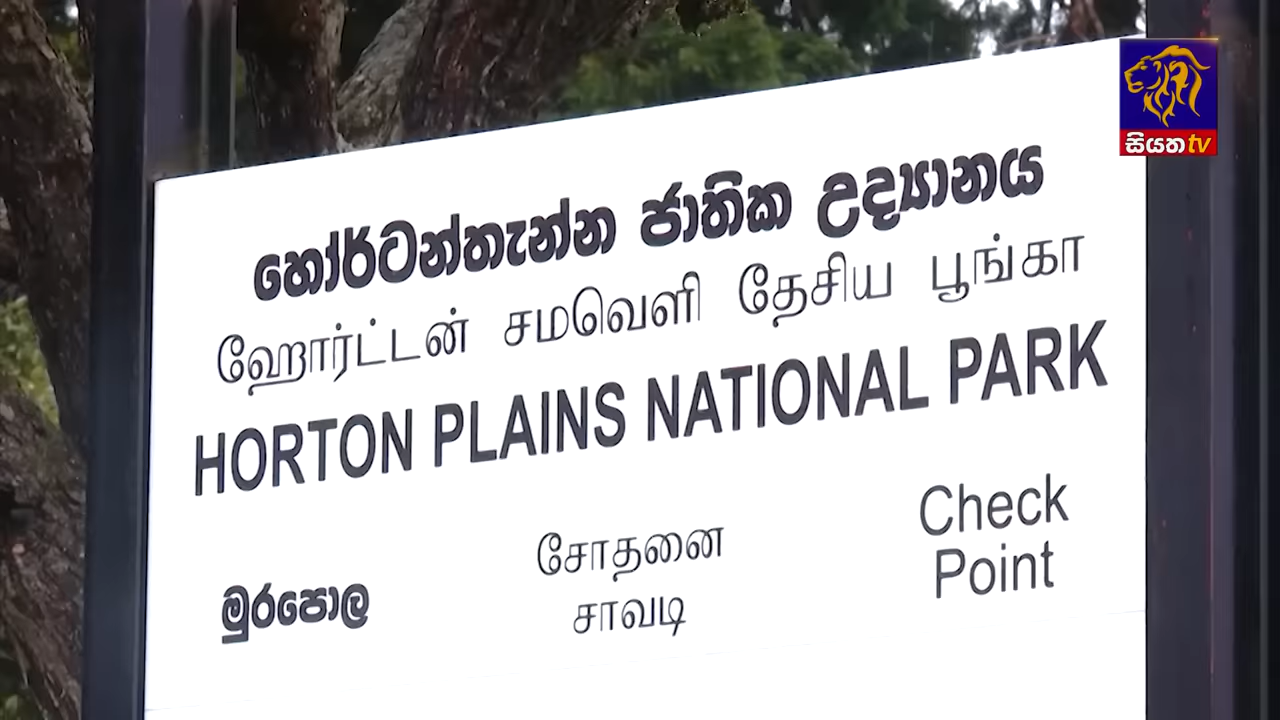 සියත tv
හෝර්ටන්තැන්න ජාතික උද්‍යානය
ஹோர்ட்டன் சமவெளி தேசிய பூங்கா
HORTON PLAINS NATIONAL PARK
මුරපොල
சோதனை
சாவடி
Check
Point